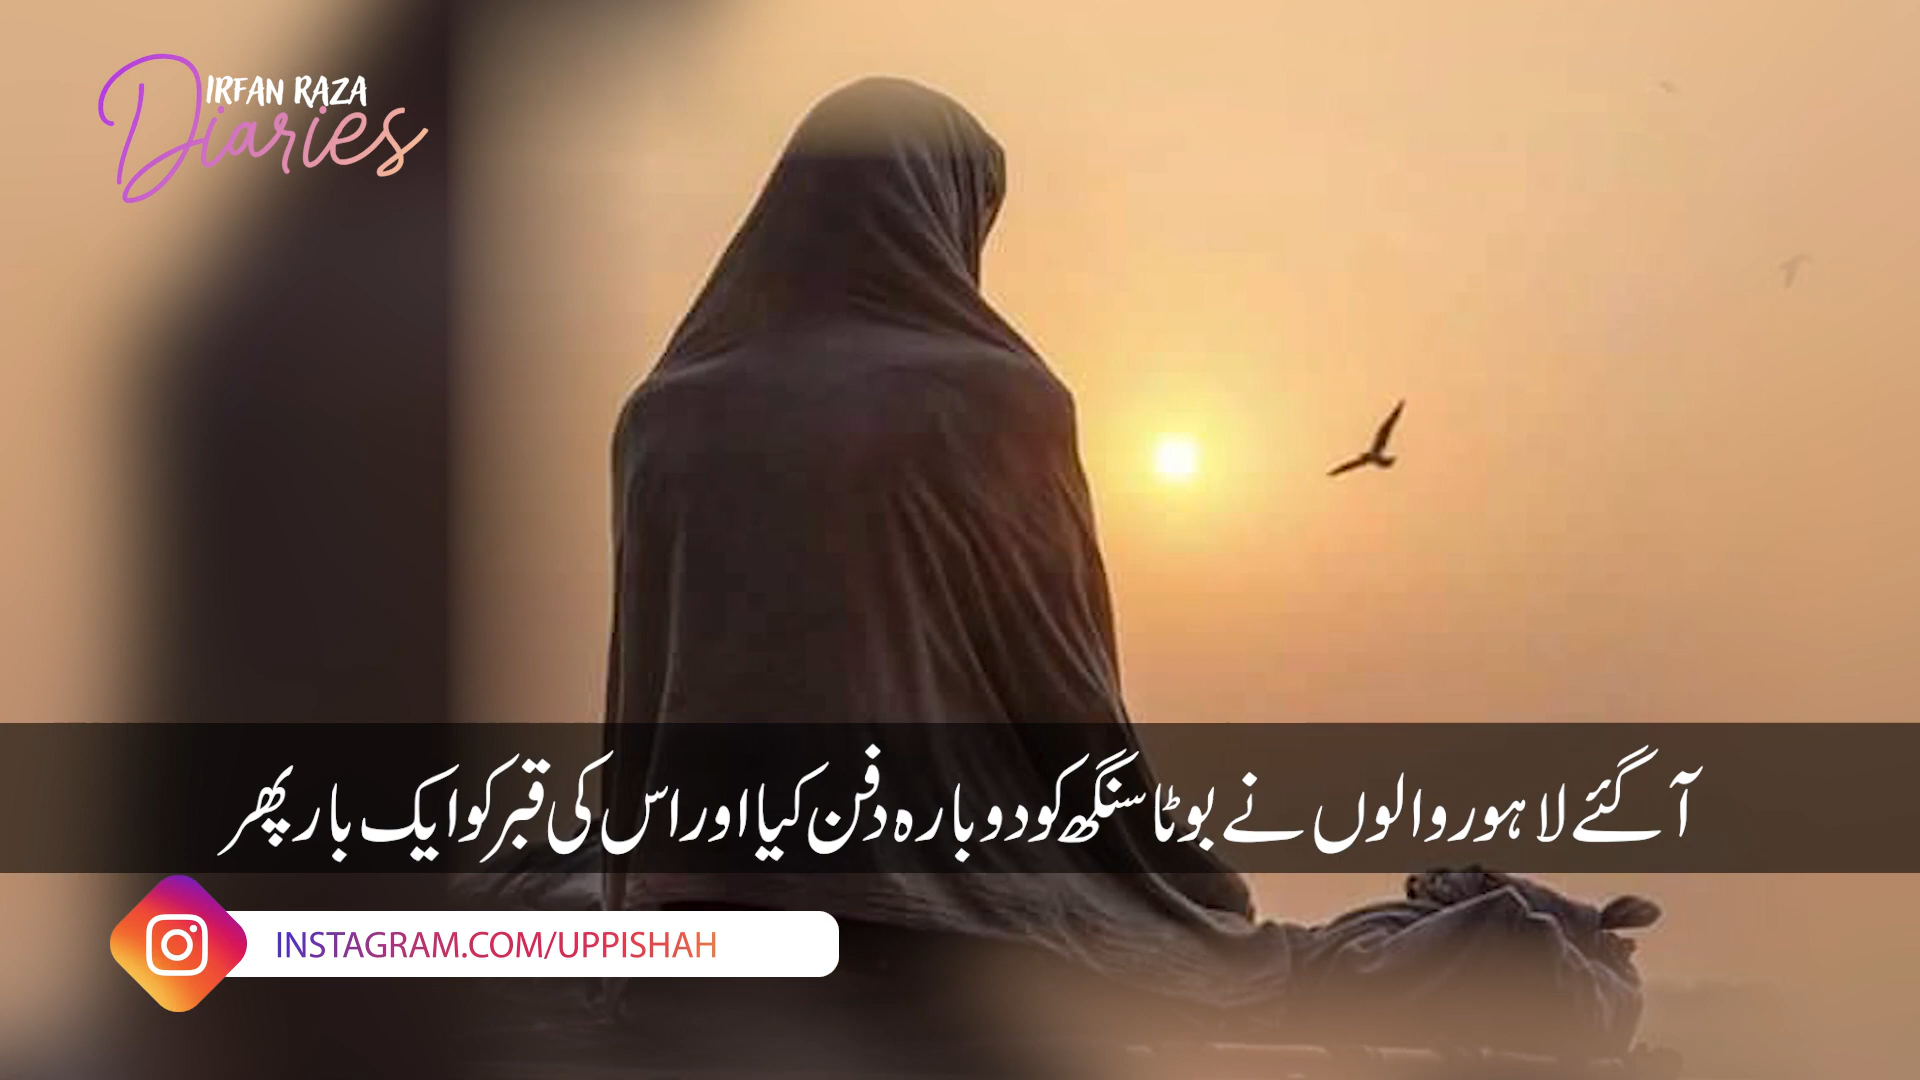 IRFAN RAZA
Diaries
آ گئے لاہور والوں نے بوٹا سنگھ کو دوبارہ دفن کیا اور اس کی قبر کو ایک بار پھر
INSTAGRAM.COM/UPPISHAH